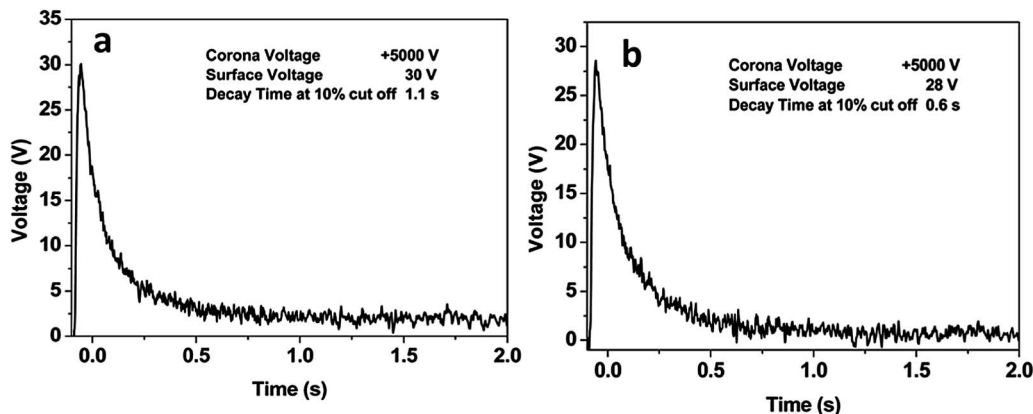 a
Corona Voltage +5000 V
Surface Voltage 30 V
Decay Time at 10% cut off 1.1 s
35
30
25
20
15
10
5
0
Voltage (V)
0.0 0.5 1.0 1.5 2.0
Time (s)
b
Corona Voltage +5000 V
Surface Voltage 28 V
Decay Time at 10% cut off 0.6 s
30
25
20
15
10
5
0
Voltage (V)
0.0 0.5 1.0 1.5 2.0
Time (s)